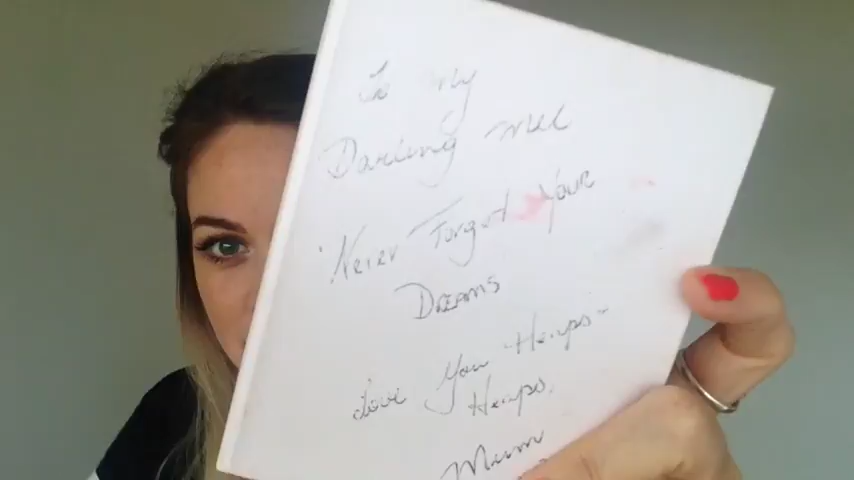 To my
Darling Mel
'Never Forget Your
Dreams
Love You "Heaps"
Heaps.
Mum